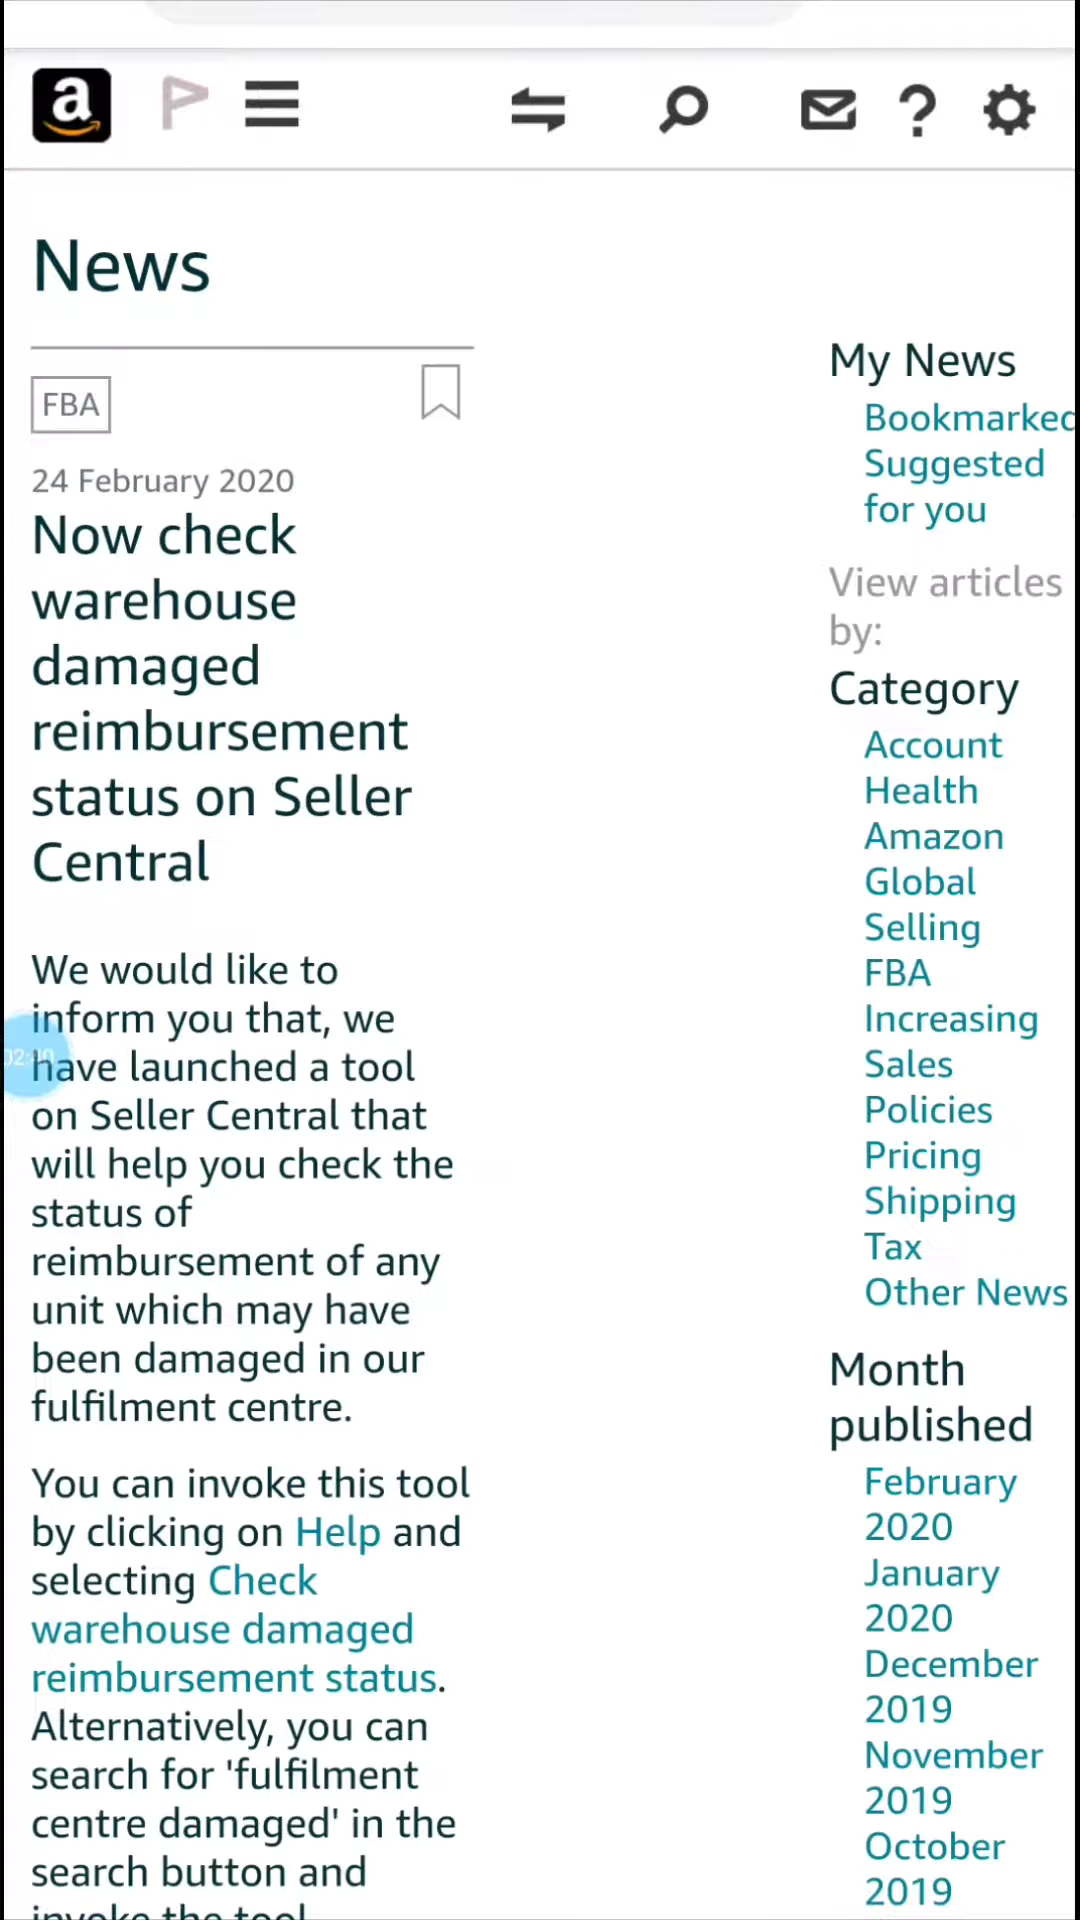 News
FBA
24 February 2020
Now check
warehouse
damaged
reimbursement
status on Seller
Central
We would like to
inform you that, we
have launched a tool
on Seller Central that
will help you check the
status of
reimbursement of any
unit which may have
been damaged in our
fulfilment centre.
You can invoke this tool
by clicking on Help and
selecting Check
warehouse damaged
reimbursement status.
Alternatively, you can
search for 'fulfilment
centre damaged' in the
search button and
invoke the tool
My News
Bookmarked
Suggested
for you
View articles
by:
Category
Account
Health
Amazon
Global
Selling
FBA
Increasing
Sales
Policies
Pricing
Shipping
Tax
Other News
Month
published
February
2020
January
2020
December
2019
November
2019
October
2019